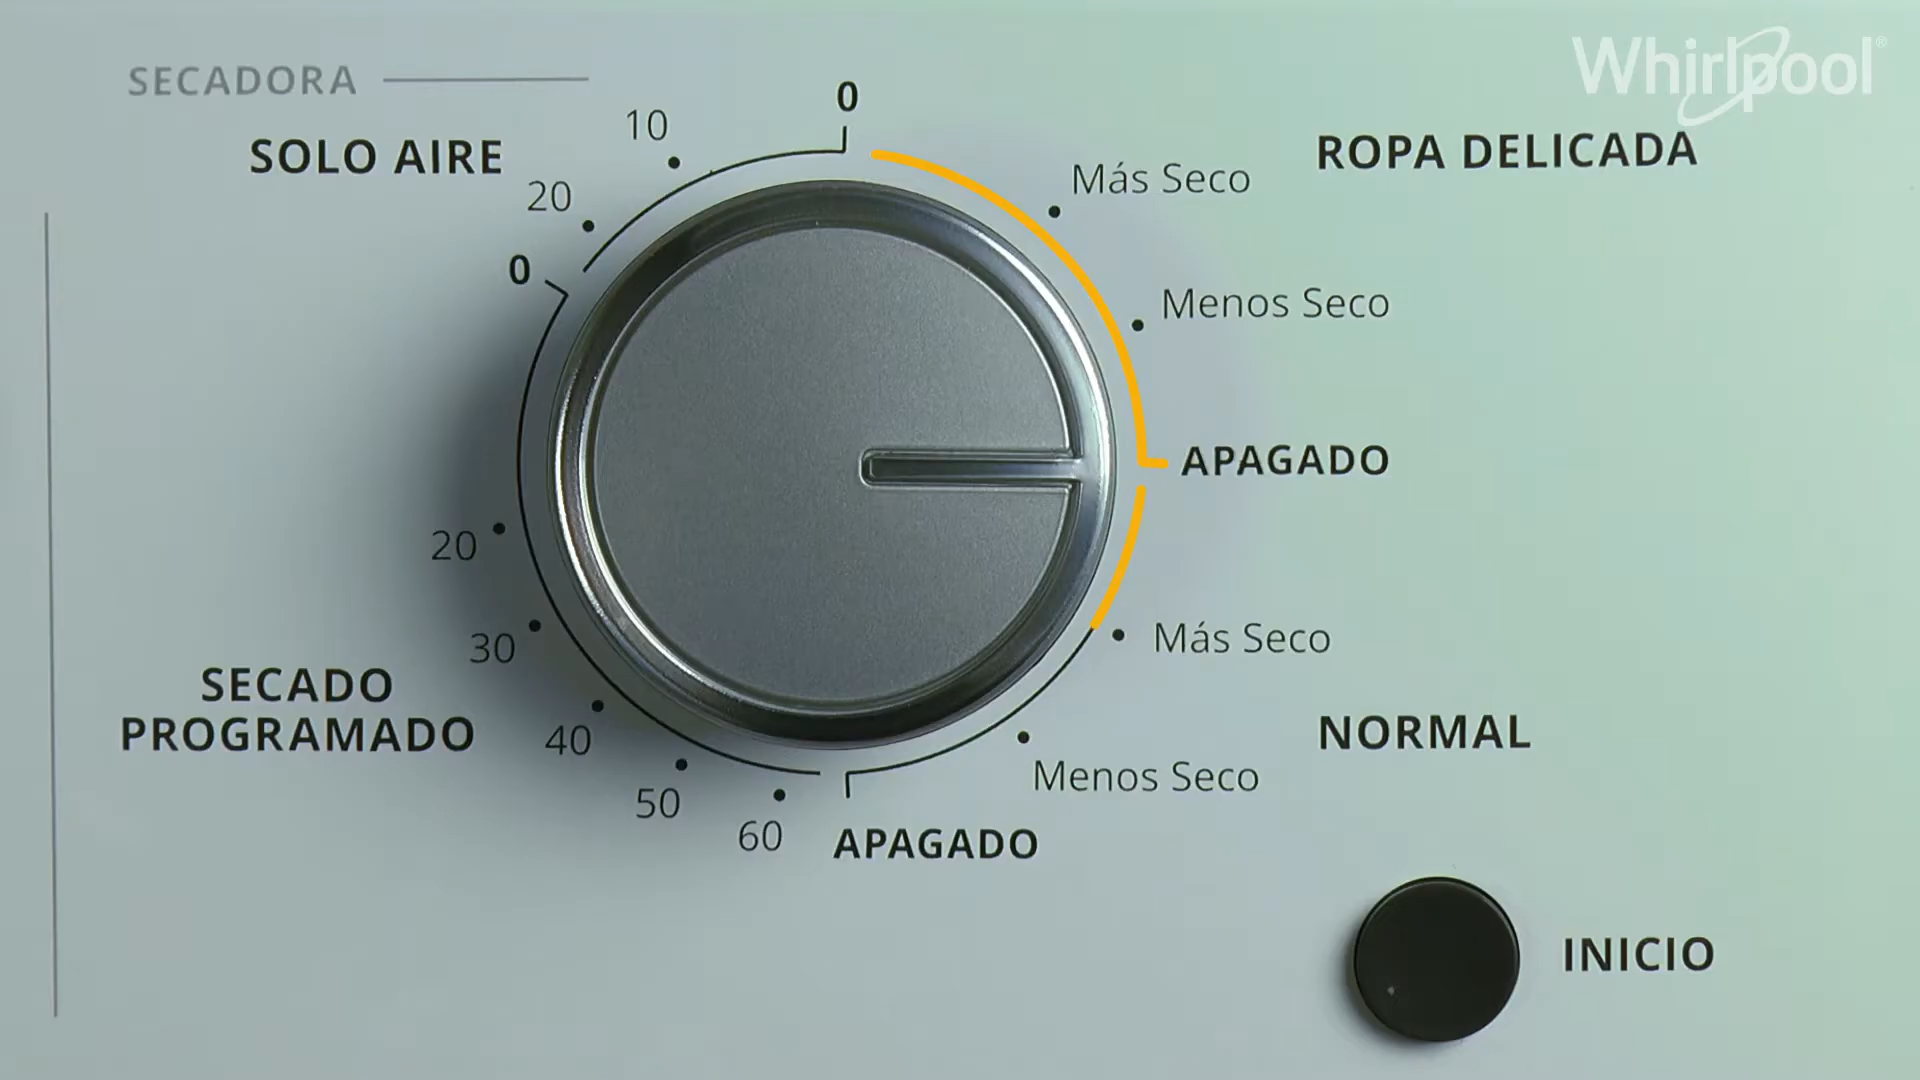 Whirlpool®
SECADORA
SOLO AIRE
0
10
20
0
20
30
40
50
60
SECADO
PROGRAMADO
ROPA DELICADA
Más Seco
Menos Seco
APAGADO
Más Seco
NORMAL
Menos Seco
APAGADO
INICIO